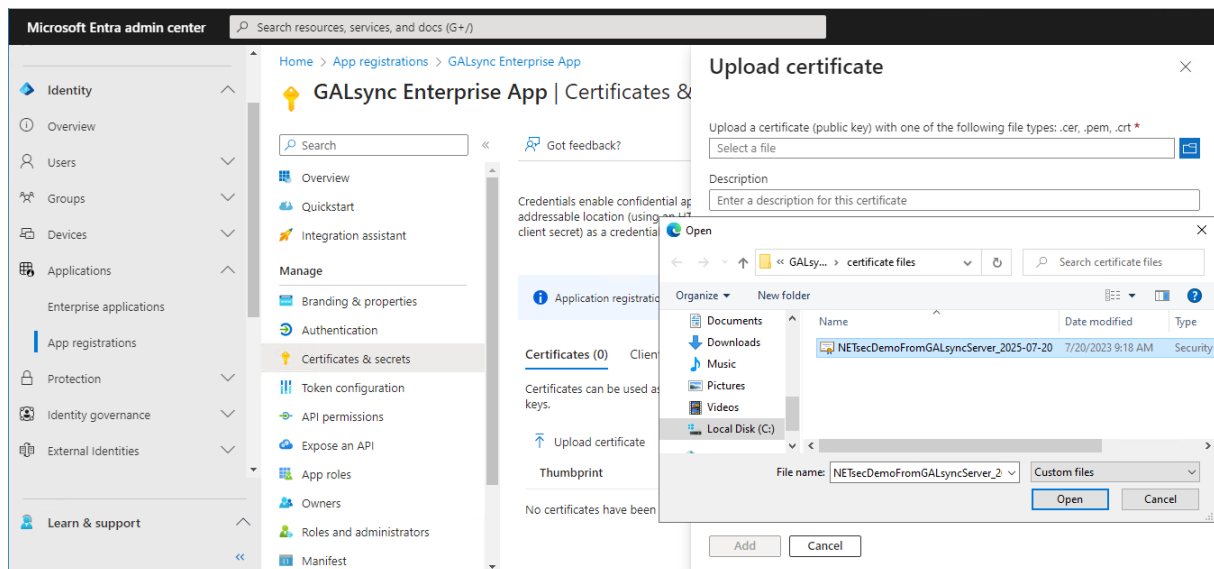 Microsoft Entra admin center
Search resources, services, and docs (G+/)
Identity
Overview
Users
Groups
Devices
Applications
Enterprise applications
App registrations
Protection
Identity governance
External Identities
Learn & support
Home > App registrations > GALsync Enterprise App
GALsync Enterprise App | Certificates &
Search
Got feedback?
Overview
Quickstart
Integration assistant
Manage
Branding & properties
Authentication
Certificates & secrets
Token configuration
API permissions
Expose an API
App roles
Owners
Roles and administrators
Manifest
Credentials enable confidential ap
addressable location (using an HT
client secret) as a credentia
Application registratio
Certificates (0) Clien
Certificates can be used as
keys.
Upload certificate
Thumbprint
No certificates have been
Upload certificate
Upload a certificate (public key) with one of the following file types: .cer, .pem, .crt *
Select a file
Description
Enter a description for this certificate
Open
« GALsy... > certificate files
Search certificate files
Organize New folder
Documents
Downloads
Music
Pictures
Videos
Local Disk (C:)
Name Date modified Type
NETsecDemoFromGALsyncServer_2025-07-20 7/20/2023 9:18 AM Security
File name: NETsecDemoFromGALsyncServer_2 Custom files
Open Cancel
Add Cancel